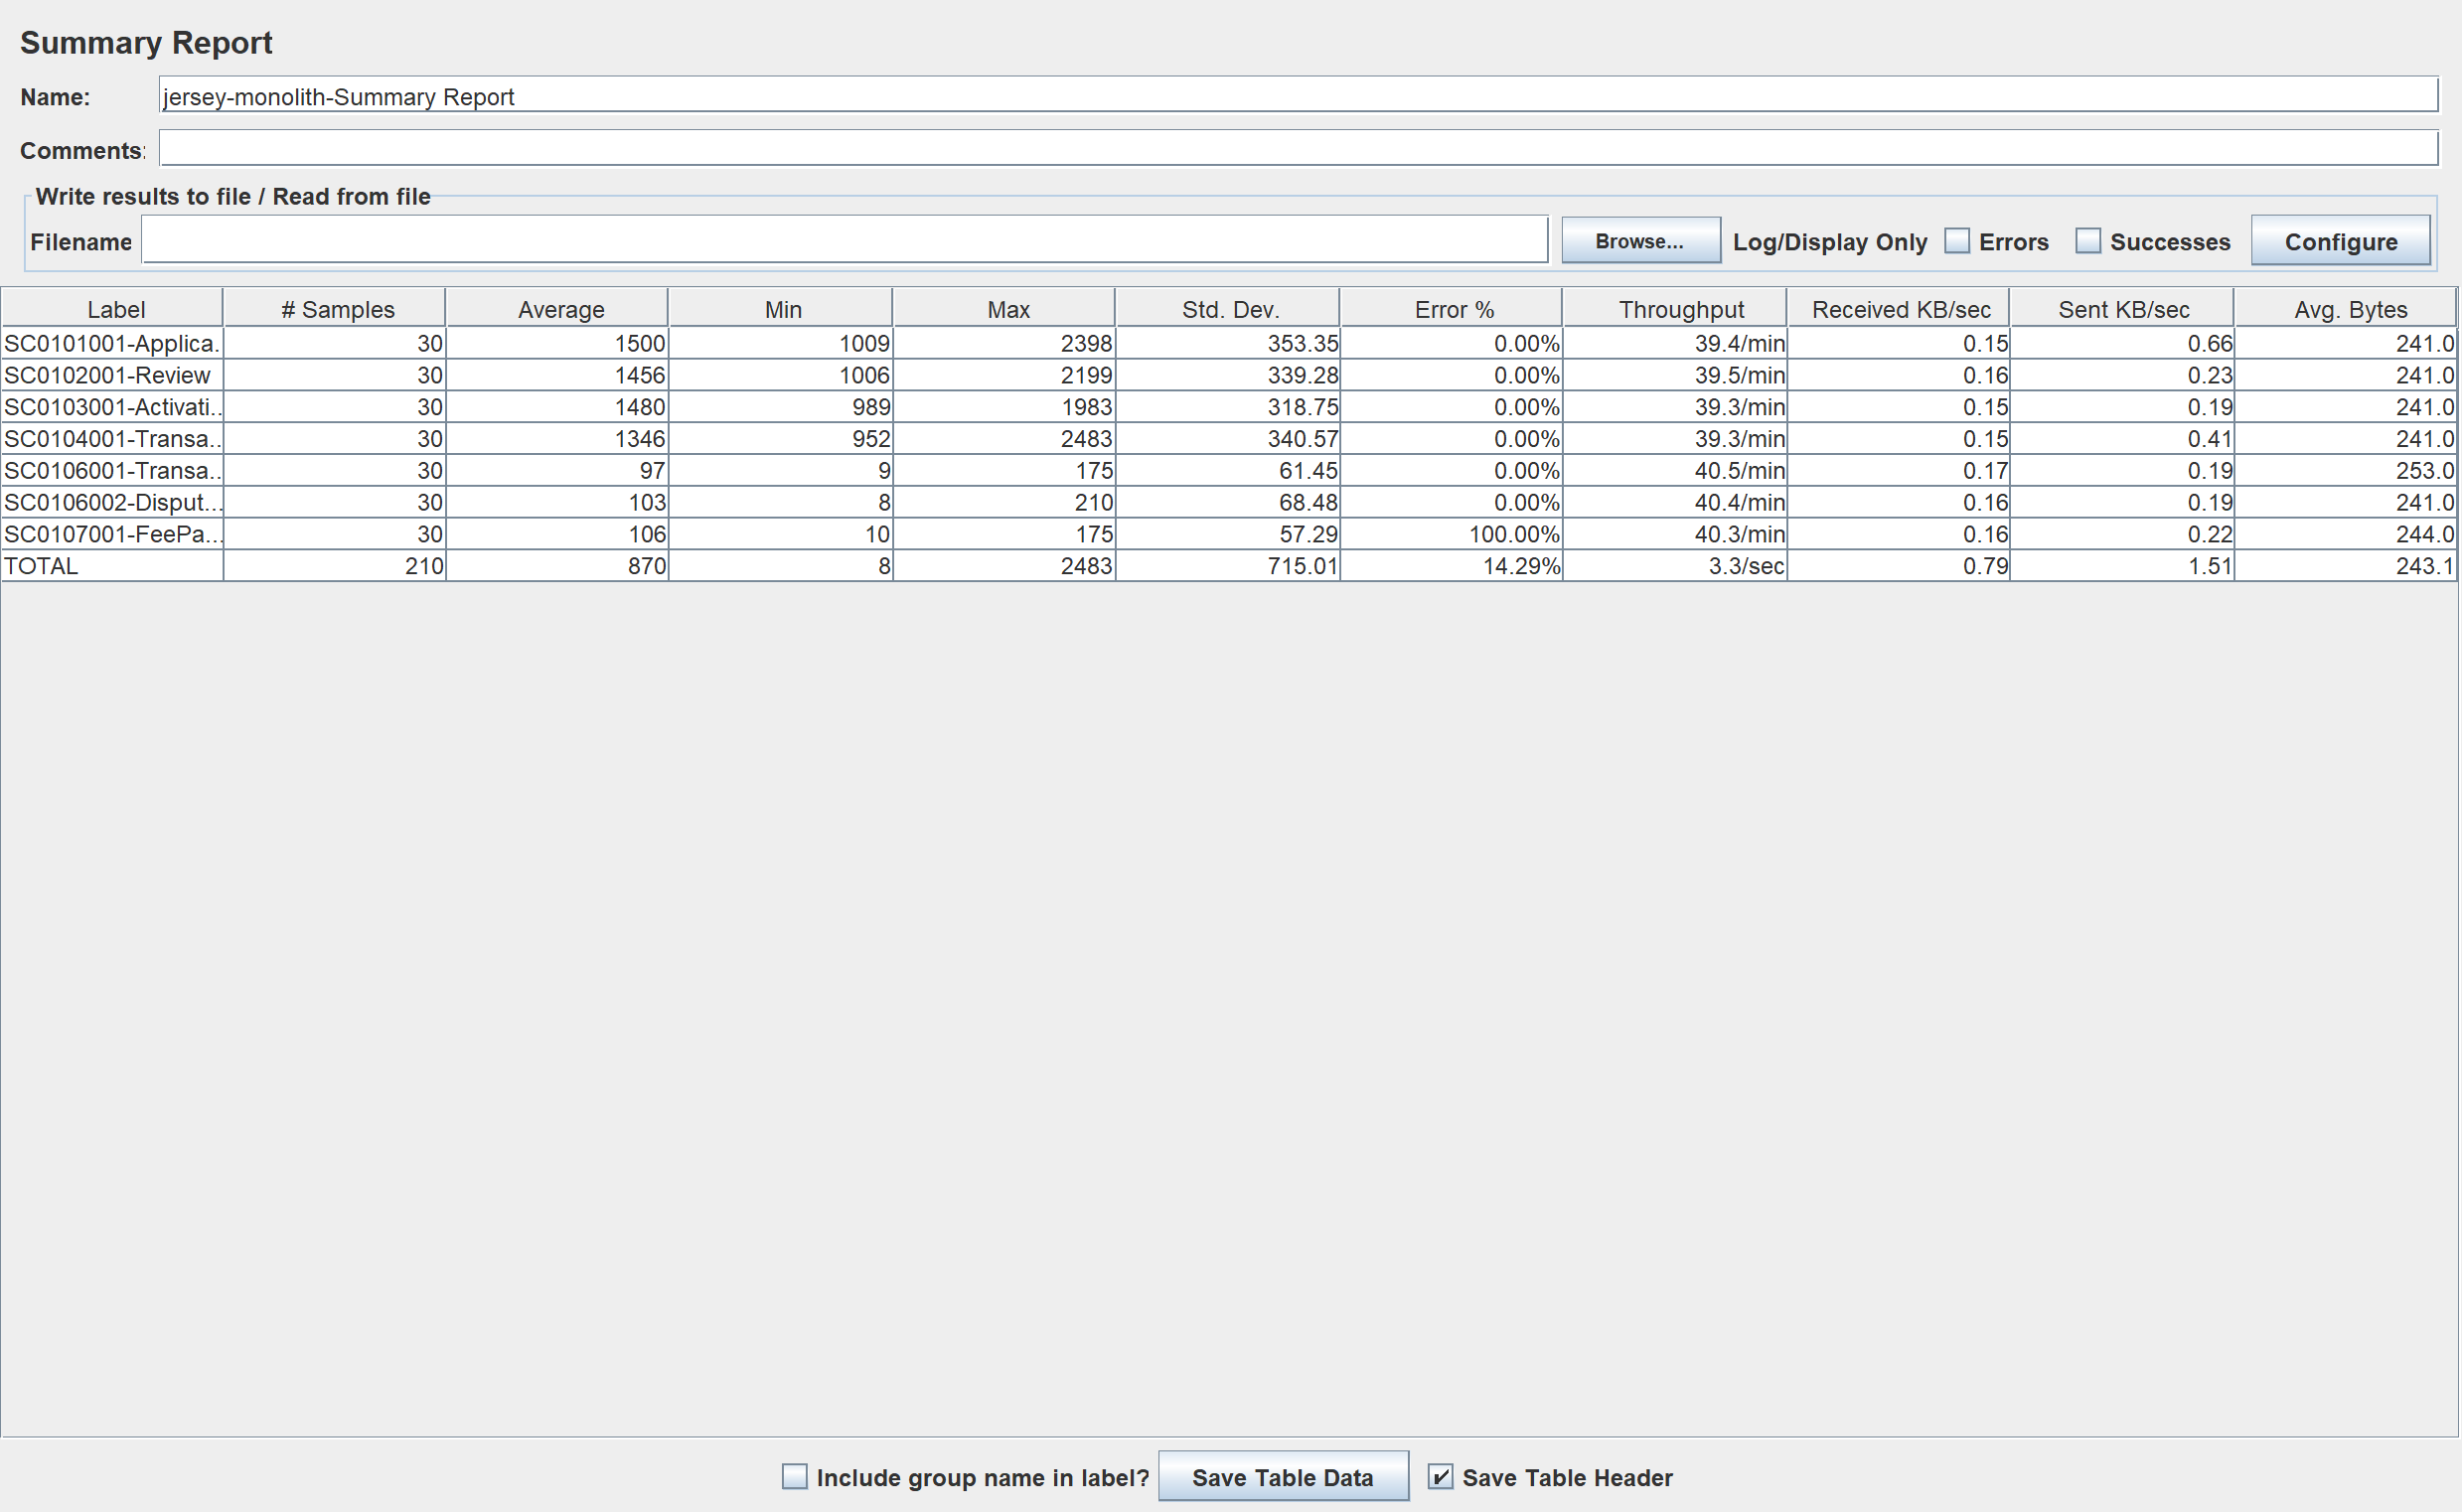 Summary Report
Name: jersey-monolith-Summary Report
Comments:
Write results to file / Read from file
Filename Browse... Log/Display Only Errors Successes Configure
Label # Samples Average Min Max Std. Dev. Error % Throughput Received KB/sec Sent KB/sec Avg. Bytes
SC0101001-Applica. 30 1500 1009 2398 353.35 0.00% 39.4/min 0.15 0.66 241.0
SC0102001-Review 30 1456 1006 2199 339.28 0.00% 39.5/min 0.16 0.23 241.0
SC0103001-Activati.. 30 1480 989 1983 318.75 0.00% 39.3/min 0.15 0.19 241.0
SC0104001-Transa.. 30 1346 952 2483 340.57 0.00% 39.3/min 0.15 0.41 241.0
SC0106001-Transa.. 30 97 9 175 61.45 0.00% 40.5/min 0.17 0.19 253.0
SC0106002-Disput... 30 103 8 210 68.48 0.00% 40.4/min 0.16 0.19 241.0
SC0107001-FeePa... 30 106 10 175 57.29 100.00% 40.3/min 0.16 0.22 244.0
TOTAL 210 870 8 2483 715.01 14.29% 3.3/sec 0.79 1.51 243.1
Include group name in label? Save Table Data Save Table Header